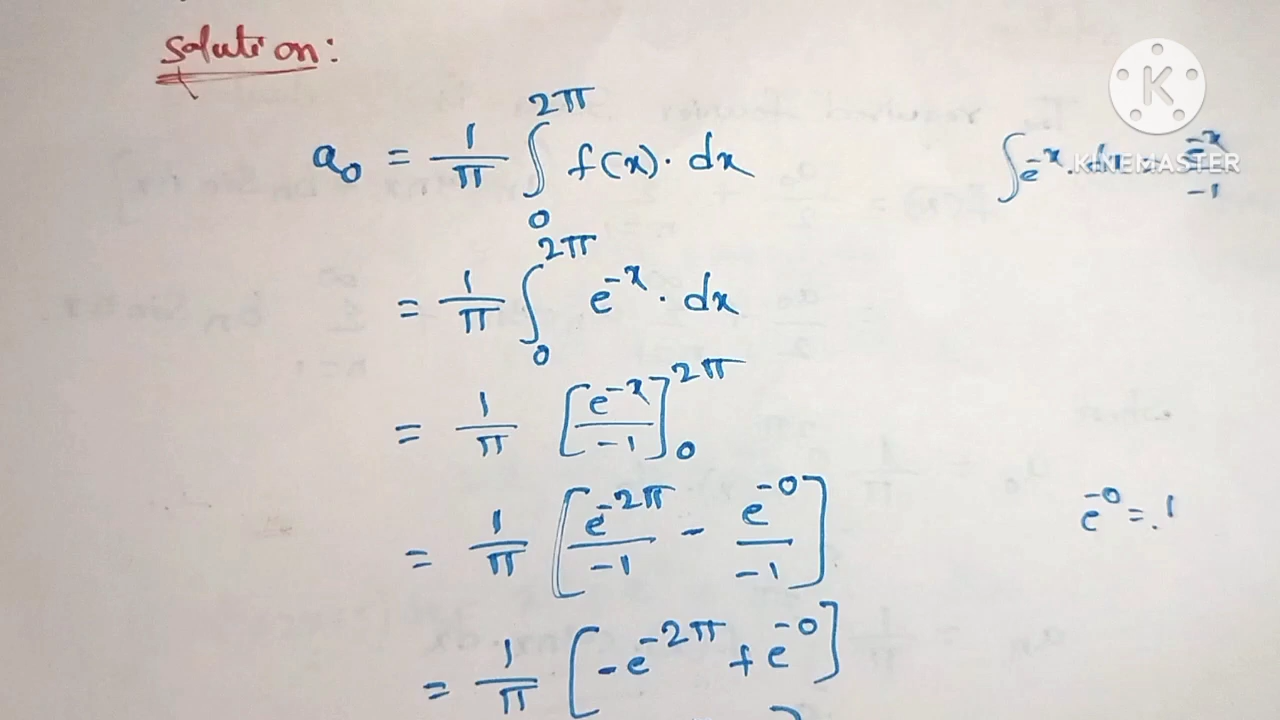 Solution:
a₀ = 1/π ∫₀^2π f(x)· dx
∫ e^-x · dx = e^-x/-1
= 1/π ∫₀^2π e^-x · dx
= 1/π [e^-x/-1]₀^2π
= 1/π [e^-2π/-1 - e^-0/-1]
e^-0 = 1
= 1/π [-e^-2π + e^-0]
K
KINEMASTER